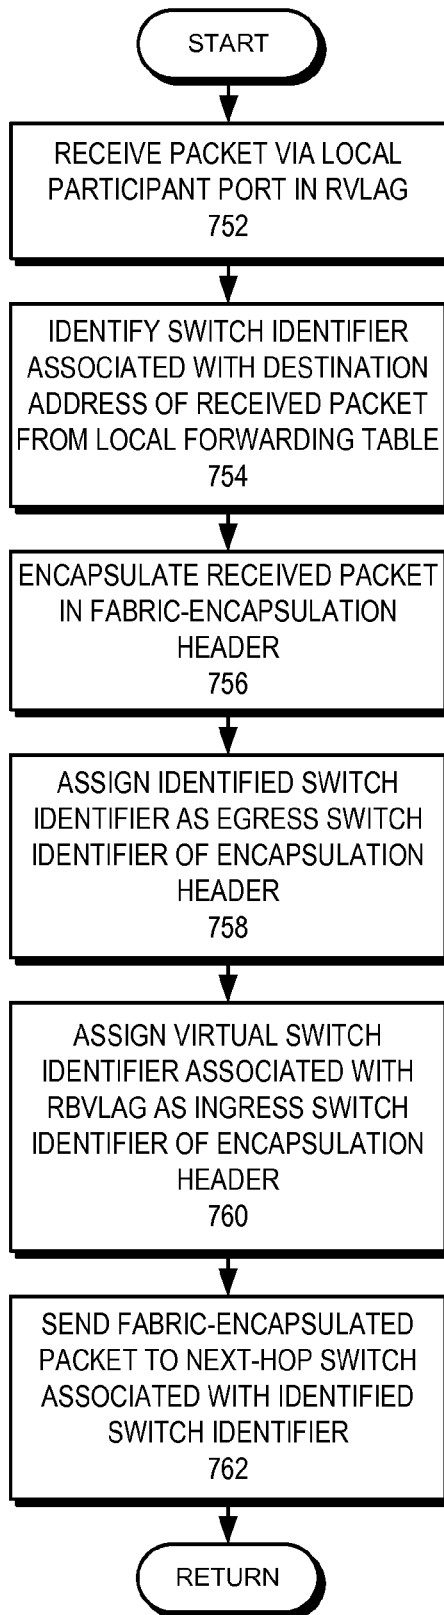 START
RECEIVE PACKET VIA LOCAL
PARTICIPANT PORT IN RVLAG
752
IDENTIFY SWITCH IDENTIFIER
ASSOCIATED WITH DESTINATION
ADDRESS OF RECEIVED PACKET
FROM LOCAL FORWARDING TABLE
754
ENCAPSULATE RECEIVED PACKET
IN FABRIC-ENCAPSULATION
HEADER
756
ASSIGN IDENTIFIED SWITCH
IDENTIFIER AS EGRESS SWITCH
IDENTIFIER OF ENCAPSULATION
HEADER
758
ASSIGN VIRTUAL SWITCH
IDENTIFIER ASSOCIATED WITH
RBVLAG AS INGRESS SWITCH
IDENTIFIER OF ENCAPSULATION
HEADER
760
SEND FABRIC-ENCAPSULATED
PACKET TO NEXT-HOP SWITCH
ASSOCIATED WITH IDENTIFIED
SWITCH IDENTIFIER
762
RETURN